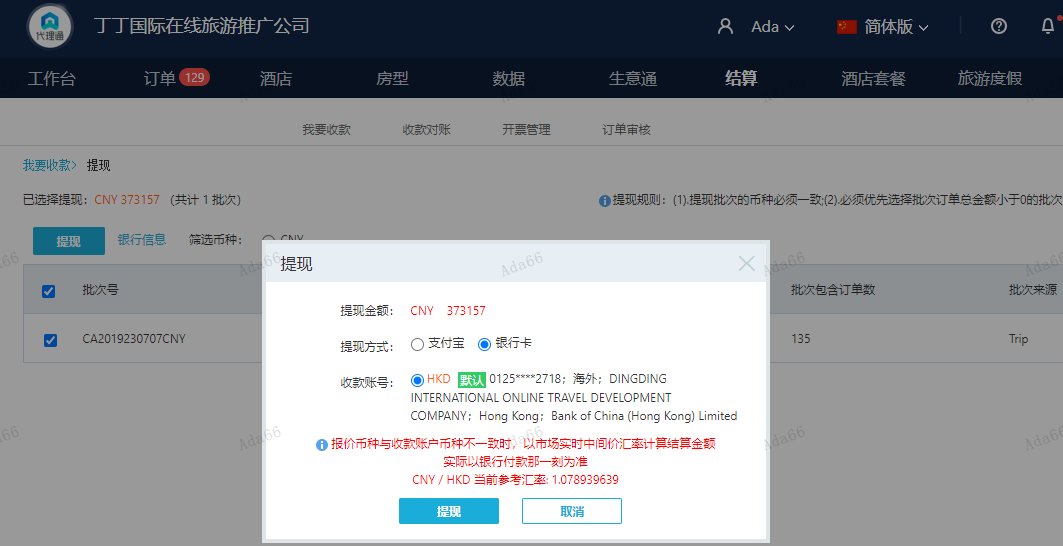 代理通
丁丁国际在线旅游推广公司
Ada
简体版
工作台 订单 129 酒店 房型 数据 生意通 结算 酒店套餐 旅游度假
我要收款 收款对账 开票管理 订单审核
我要收款> 提现
已选择提现: CNY 373157 (共计 1 批次)
提现规则: (1).提现批次的币种必须一致;(2).必须优先选择批次订单总金额小于0的批次
提现 银行信息 筛选币种: CNY
批次号 批次包含订单数 批次来源
CA2019230707CNY 135 Trip
提现
提现金额: CNY 373157
提现方式: 支付宝 银行卡
收款账号: HKD 默认 0125****2718; 海外; DINGDING
INTERNATIONAL ONLINE TRAVEL DEVELOPMENT
COMPANY; Hong Kong; Bank of China (Hong Kong) Limited
报价币种与收款账户币种不一致时，以市场实时中间价汇率计算结算金额
实际以银行付款那一刻为准
CNY / HKD 当前参考汇率: 1.078939639
提现 取消
Ada66